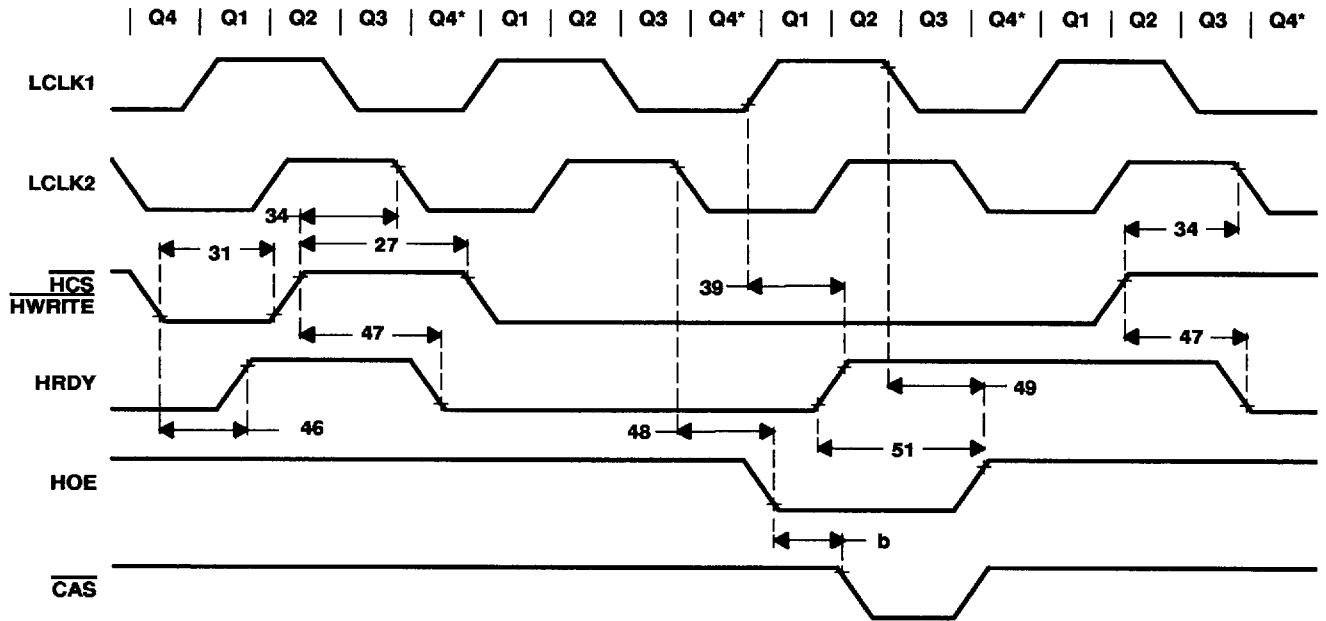 Q4 Q1 Q2 Q3 Q4* Q1 Q2 Q3 Q4* Q1 Q2 Q3 Q4* Q1 Q2 Q3 Q4*
LCLK1
LCLK2
34
31
27
34
HCS
HWRITE
39
47
47
HRDY
49
46
48
51
HOE
b
CAS